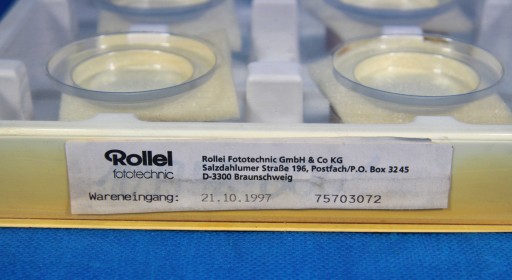 Rollei
fototechnic
Rollei Fototechnic GmbH & Co KG
Salzdahlumer Straße 196, Postfach/P.O. Box 3245
D-3300 Braunschweig
Wareneingang: 21.10.1997 75703072